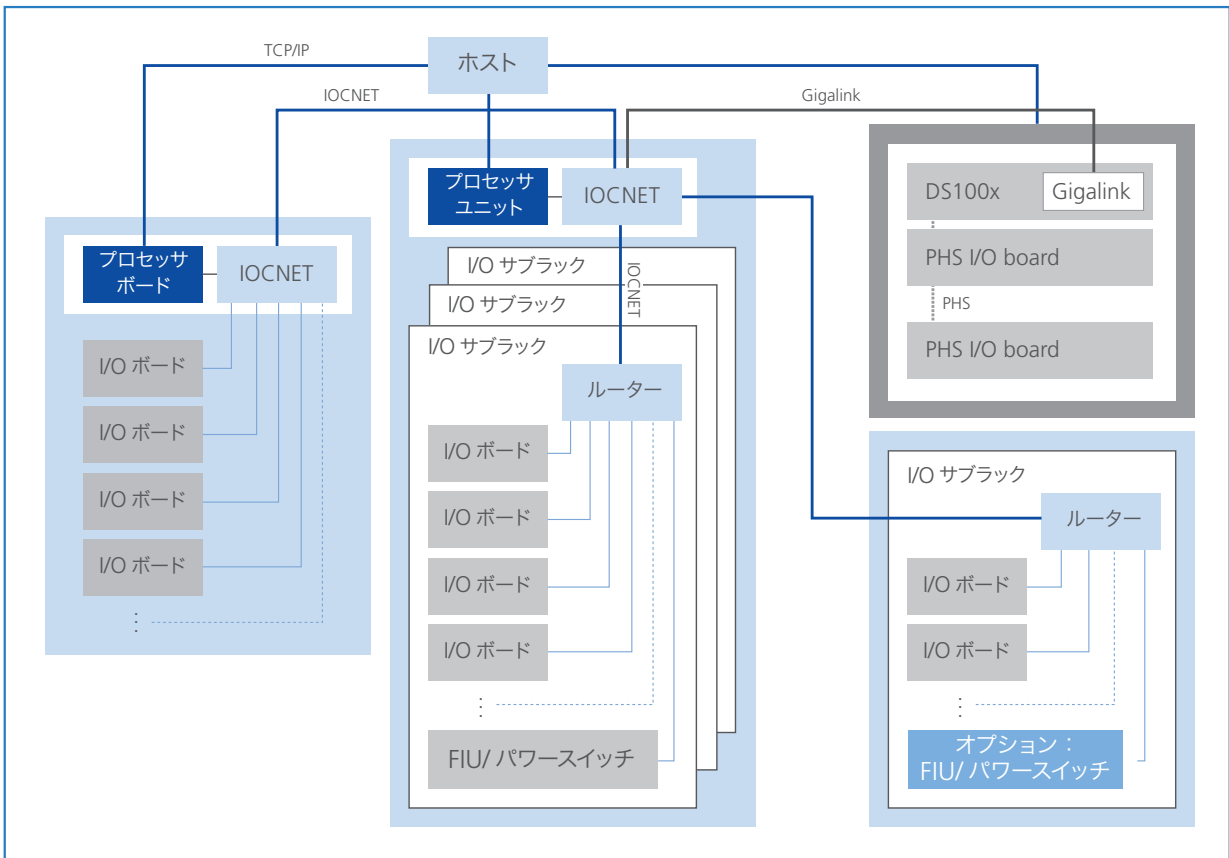 TCP/IP
ホスト
IOCNET
Gigalink
プロセッサ
ユニット
IOCNET
DS100x
Gigalink
PHS I/O board
PHS
PHS I/O board
プロセッサ
ボード
IOCNET
I/O ボード
I/O ボード
I/O ボード
I/O ボード
⋮
I/O サブラック
I/O サブラック
I/O サブラック
IOCNET
ルーター
I/O ボード
I/O ボード
I/O ボード
I/O ボード
⋮
FIU/ パワースイッチ
I/O サブラック
ルーター
I/O ボード
I/O ボード
⋮
オプション：
FIU/ パワースイッチ